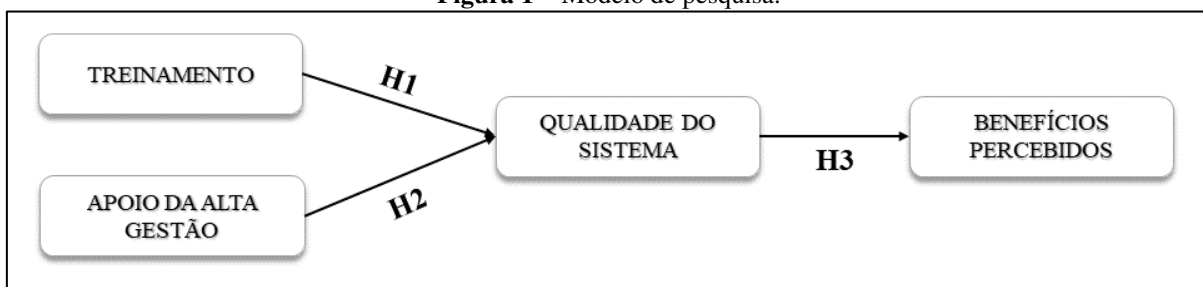 Figura 1 – Modelo de pesquisa.
TREINAMENTO
H1
QUALIDADE DO
SISTEMA
H3
BENEFÍCIOS
PERCEBIDOS
APOIO DA ALTA
GESTÃO
H2